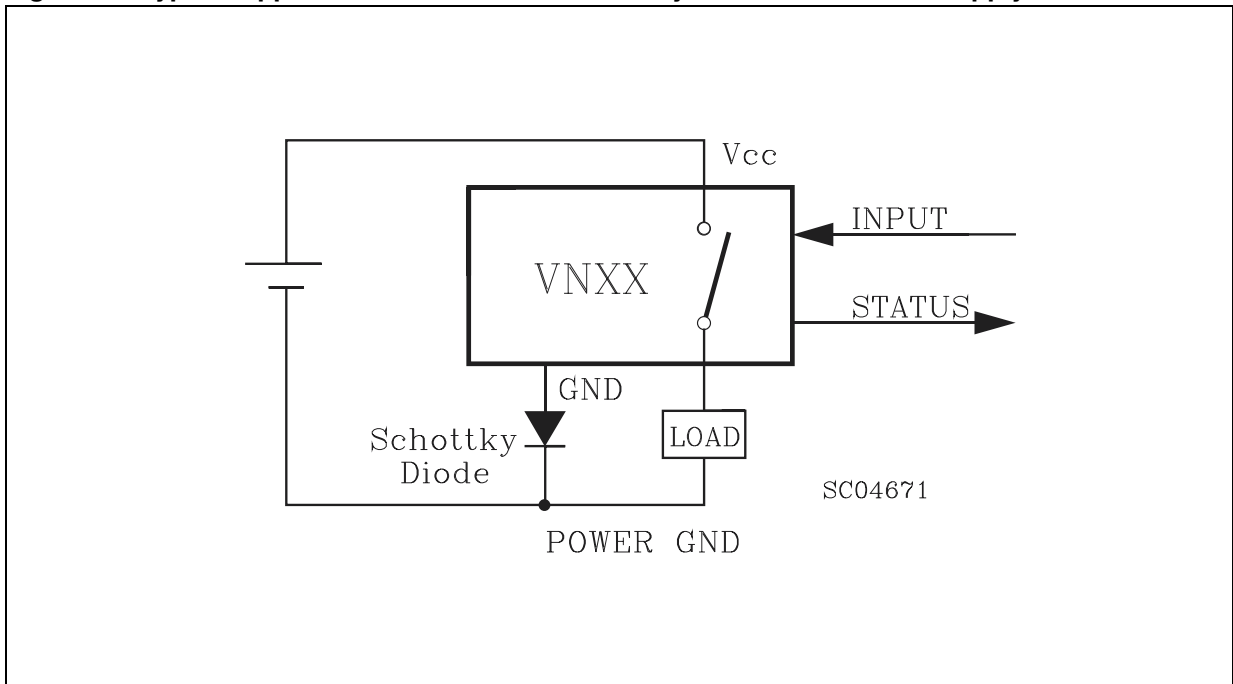 Vcc
INPUT
VNXX
STATUS
GND
Schottky
Diode
LOAD
SC04671
POWER GND